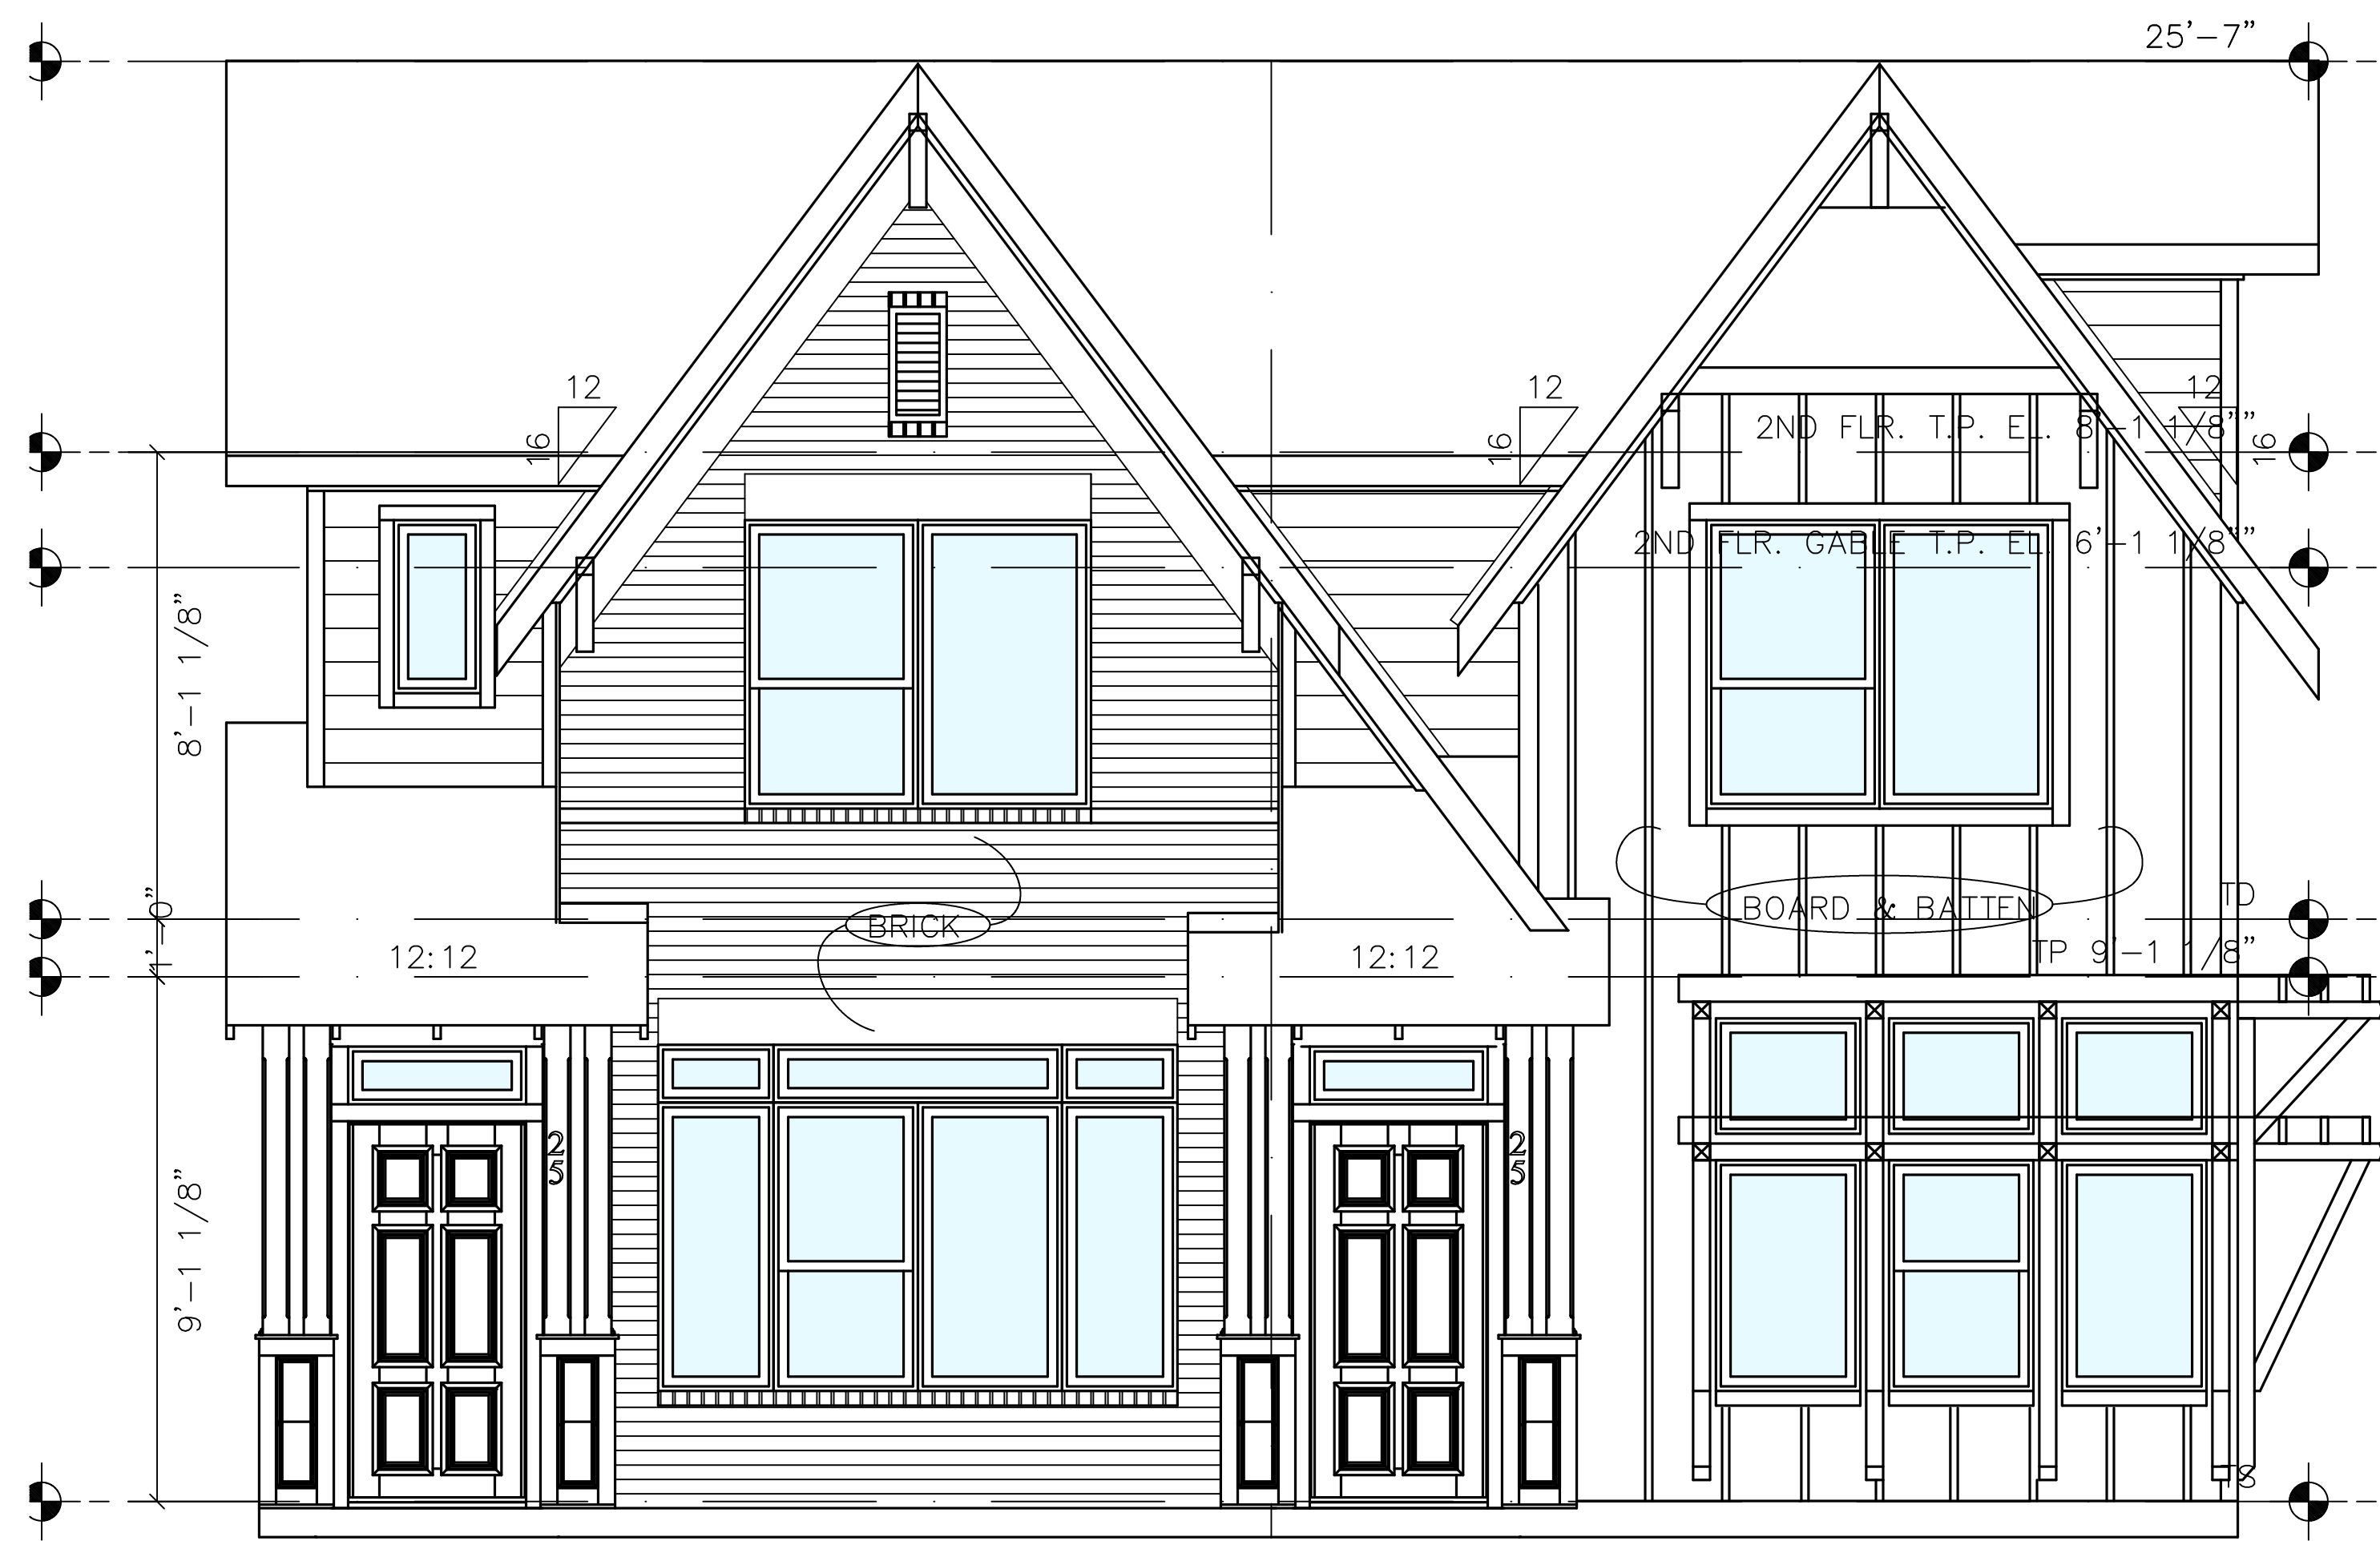 25'-7"
12
16
12
16
12
16
2ND FLR. T.P. EL. 8'-1 1/8"
2ND FLR. GABLE T.P. EL. 6'-1 1/8"
8'-1 1/8"
1'-0"
BRICK
BOARD & BATTEN
TD
12:12
12:12
TP 9'-1 1/8"
25
25
9'-1 1/8"
TS